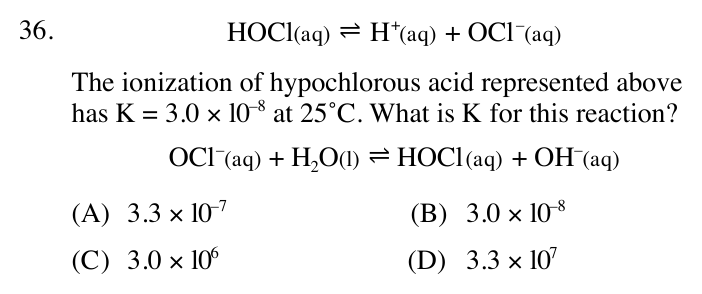 36. HOCl(aq) ⇌ H⁺(aq) + OCl⁻(aq)
The ionization of hypochlorous acid represented above
has K = 3.0 × 10⁻⁸ at 25˚C. What is K for this reaction?
OCl⁻(aq) + H₂O(l) ⇌ HOCl(aq) + OH⁻(aq)
(A) 3.3 × 10⁻⁷ (B) 3.0 × 10⁻⁸
(C) 3.0 × 10⁶ (D) 3.3 × 10⁷